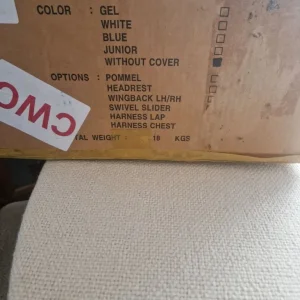 COLOR : GEL
WHITE
BLUE
JUNIOR
WITHOUT COVER
OPTIONS : POMMEL
HEADREST
WINGBACK LH/RH
SWIVEL SLIDER
HARNESS LAP
HARNESS CHEST
WEIGHT : 18 KGS
CWC